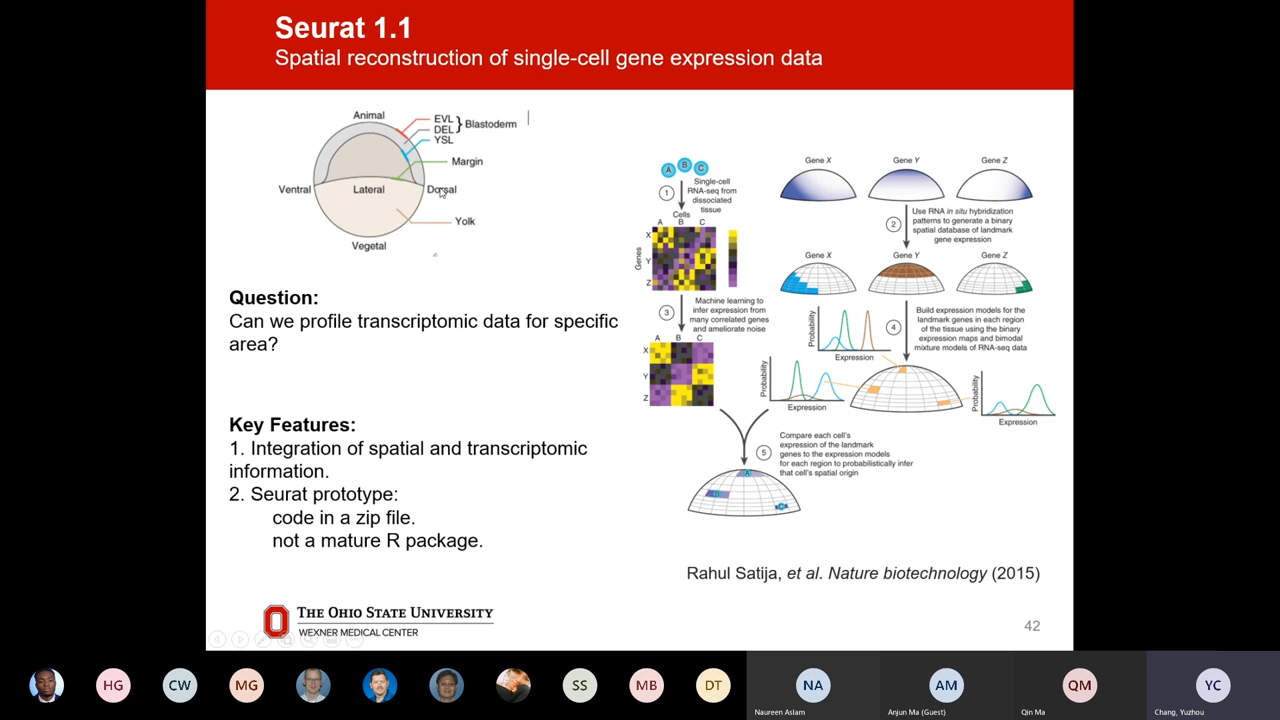 Seurat 1.1
Spatial reconstruction of single-cell gene expression data
Animal
EVL
DEL
YSL
Blastoderm
Margin
Ventral
Lateral
Dorsal
Yolk
Vegetal
Question:
Can we profile transcriptomic data for specific
area?
Key Features:
1. Integration of spatial and transcriptomic
information.
2. Seurat prototype:
code in a zip file.
not a mature R package.
A B C
1
Single-cell
RNA-seq from
dissociated
tissue
Cells
A B C
Genes
X
Y
Z
3
Machine learning to
infer expression from
many correlated genes
and ameliorate noise
A B C
X
Y
Z
Gene X
Gene Y
Gene Z
2
Use RNA in situ hybridization
patterns to generate a binary
spatial database of landmark
gene expression
Gene X
Gene Y
Gene Z
Probability
Expression
4
Build expression models for the
landmark genes in each region
of the tissue using the binary
expression maps and bimodal
mixture models of RNA-seq data
Probability
Expression
Probability
Expression
5
Compare each cell's
expression of the landmark
genes to the expression models
for each region to probabilistically infer
that cell's spatial origin
A
B
C
Rahul Satija, et al. Nature biotechnology (2015)
THE OHIO STATE UNIVERSITY
WEXNER MEDICAL CENTER
42
HG
CW
MG
SS
MB
DT
NA
AM
QM
YC
Naureen Aslam
Anjun Ma (Guest)
Qin Ma
Chang, Yuzhou